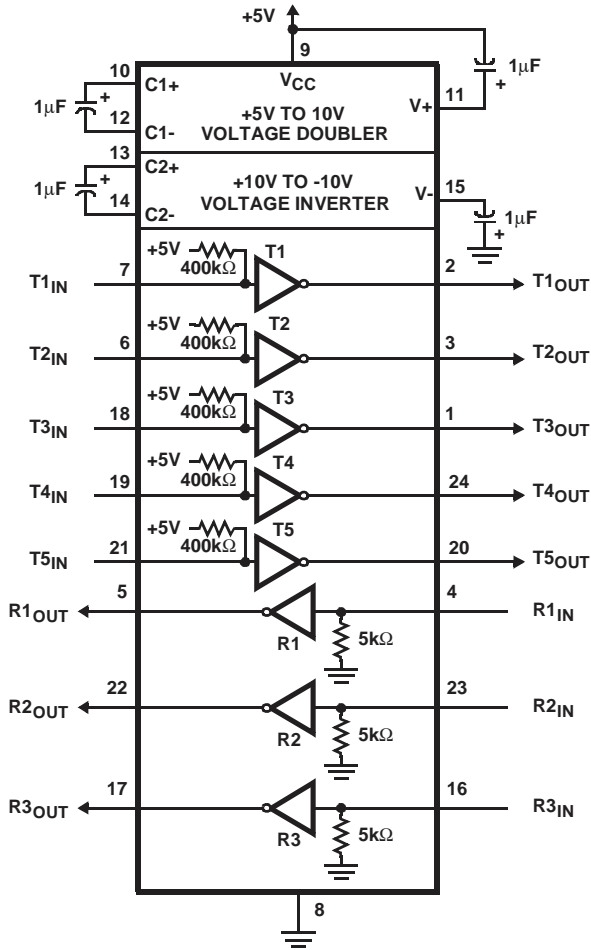 +5V
9
10
C1+
VCC
1μF
+
1μF
+
V+
11
12
C1-
+5V TO 10V
VOLTAGE DOUBLER
13
C2+
1μF
+
+10V TO -10V
VOLTAGE INVERTER
V-
15
14
C2-
1μF
+
+5V
400kΩ
T1
T1IN
7
2
T1OUT
+5V
400kΩ
T2
T2IN
6
3
T2OUT
+5V
400kΩ
T3
T3IN
18
1
T3OUT
+5V
400kΩ
T4
T4IN
19
24
T4OUT
+5V
400kΩ
T5
T5IN
21
20
T5OUT
R1OUT
5
4
R1IN
R1
5kΩ
R2OUT
22
23
R2IN
R2
5kΩ
R3OUT
17
16
R3IN
R3
5kΩ
8